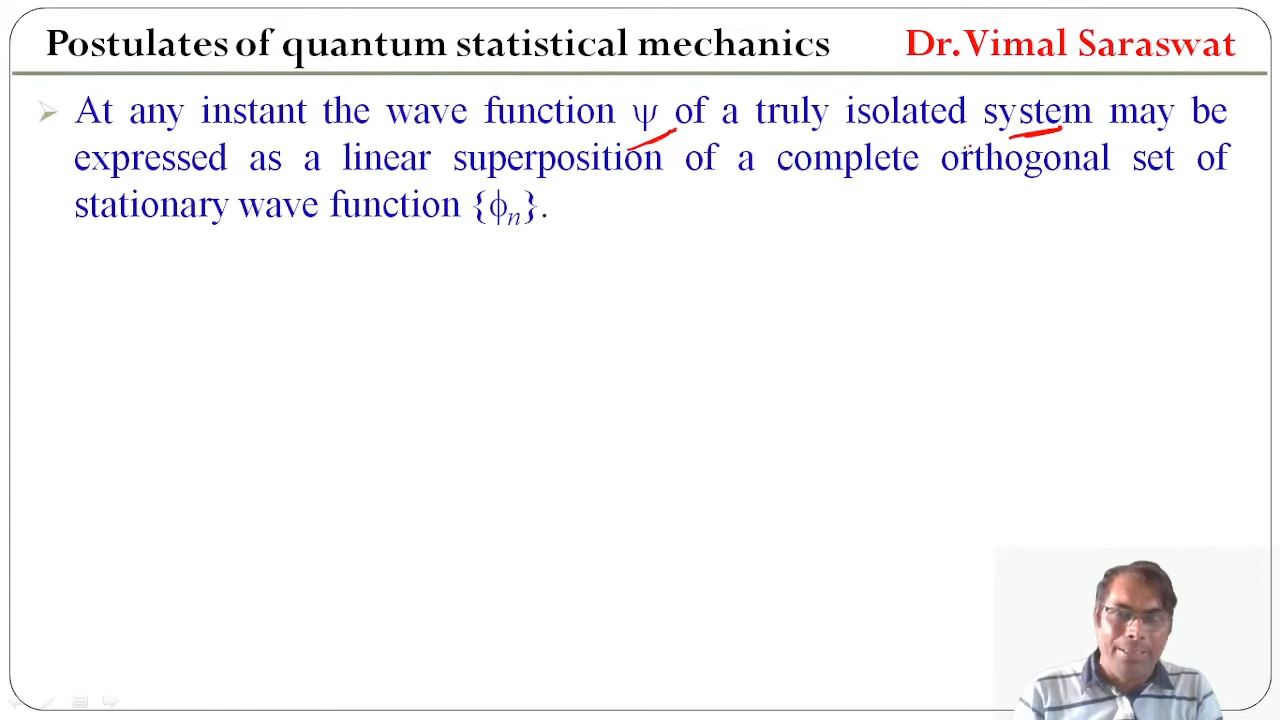 Postulates of quantum statistical mechanics Dr. Vimal Saraswat
At any instant the wave function ψ of a truly isolated system may be
expressed as a linear superposition of a complete orthogonal set of
stationary wave function {ϕn}.